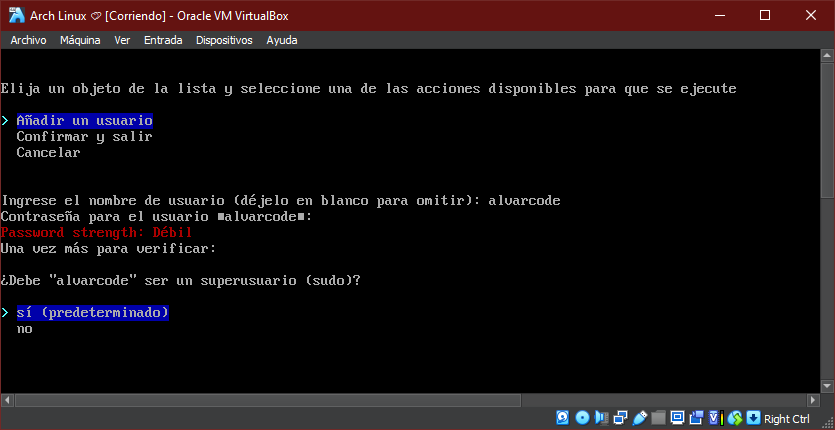 Arch Linux [Corriendo] - Oracle VM VirtualBox
Archivo Máquina Ver Entrada Dispositivos Ayuda
Elija un objeto de la lista y seleccione una de las acciones disponibles para que se ejecute
> Añadir un usuario
Confirmar y salir
Cancelar
Ingrese el nombre de usuario (déjelo en blanco para omitir): alvarcode
Contraseña para el usuario ■alvarcode■:
Password strength: Débil
Una vez más para verificar:
¿Debe "alvarcode" ser un superusuario (sudo)?
> sí (predeterminado)
no
Right Ctrl